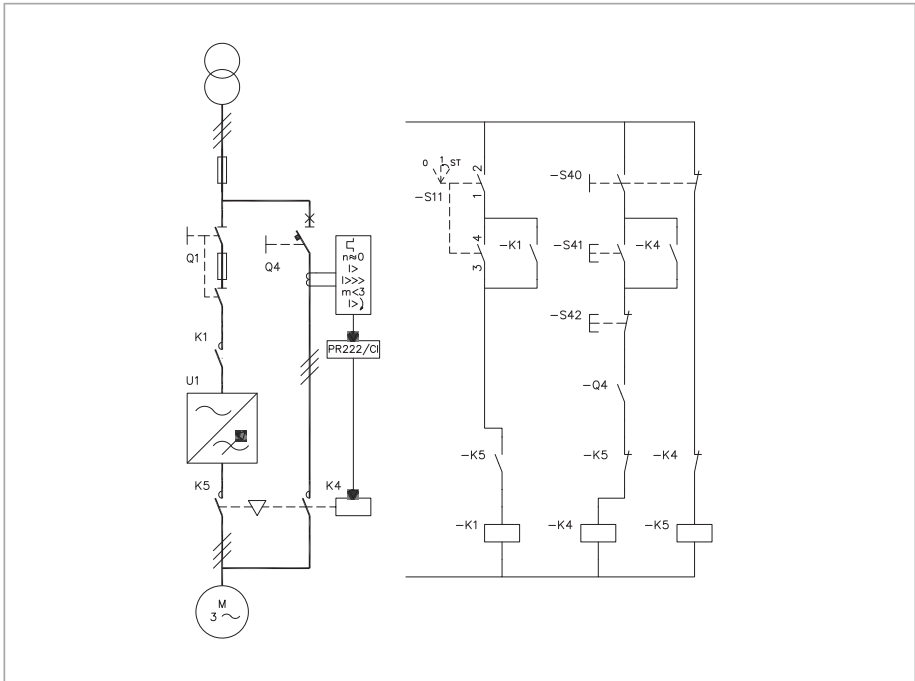 Q1
Q4
n≈0
I>
I>>>
m<3
I>
K1
PR222/CI
U1
K5
K4
M
3
0 1 ST
-S11
2
1
4
3
-K1
-S40
-S41
-K4
-S42
-Q4
-K5
-K5
-K4
-K1
-K4
-K5